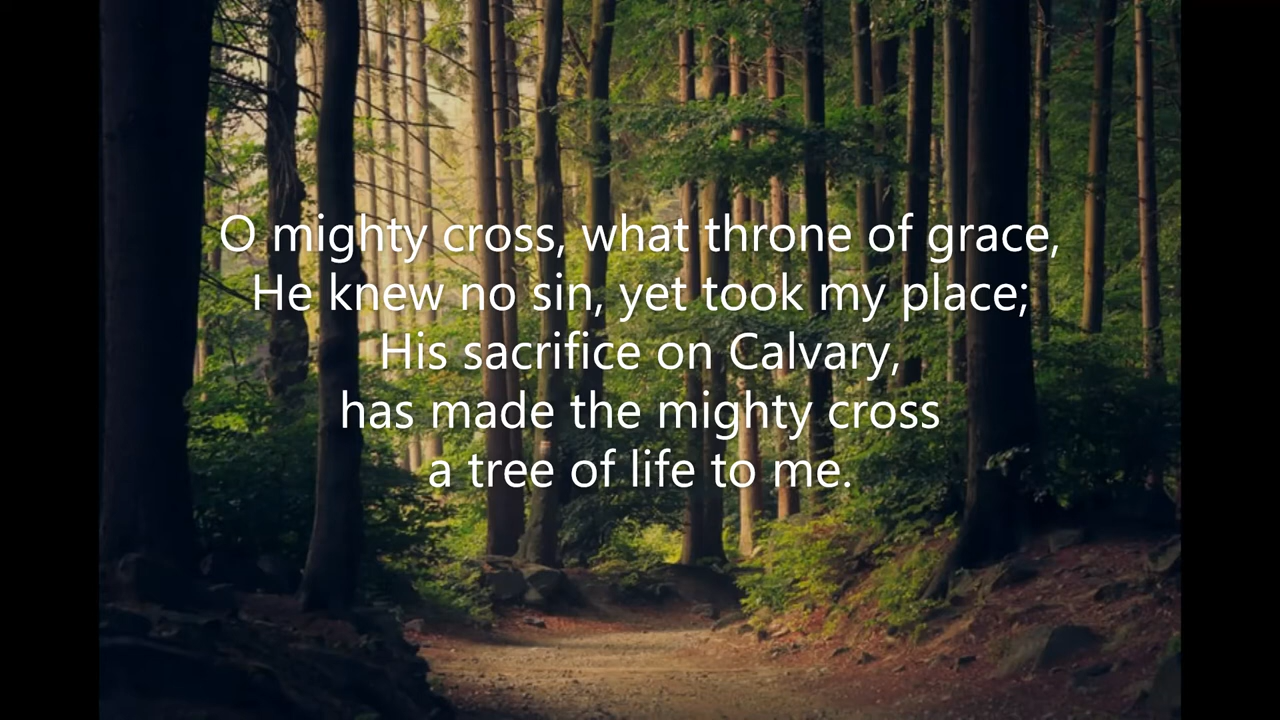 O mighty cross, what throne of grace,
He knew no sin, yet took my place;
His sacrifice on Calvary,
has made the mighty cross
a tree of life to me.